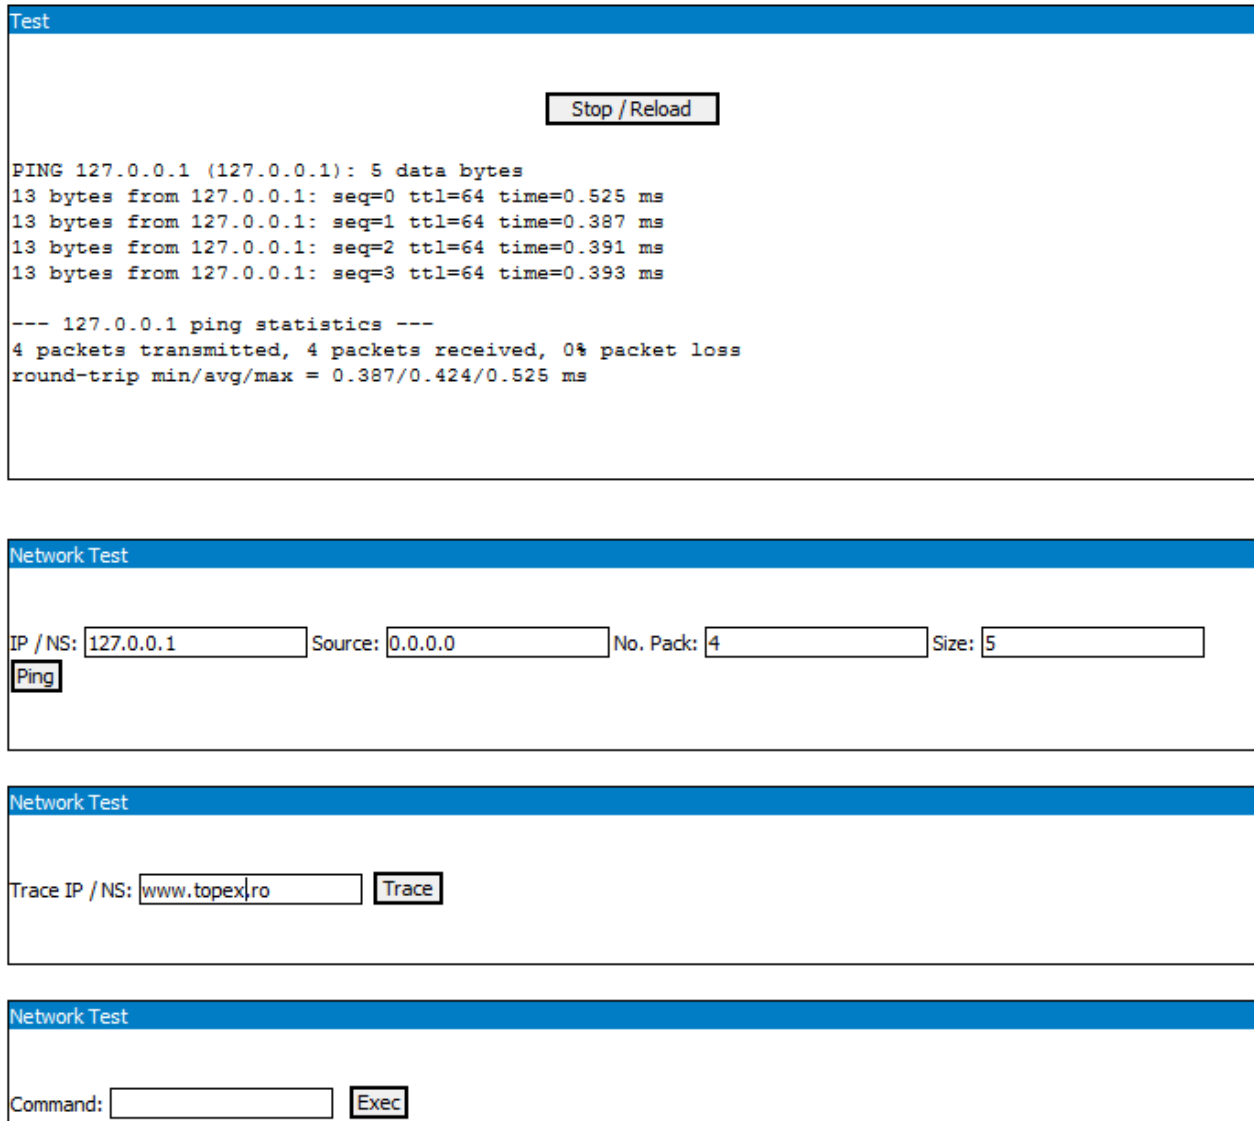 Test
Stop / Reload
PING 127.0.0.1 (127.0.0.1): 5 data bytes
13 bytes from 127.0.0.1: seq=0 ttl=64 time=0.525 ms
13 bytes from 127.0.0.1: seq=1 ttl=64 time=0.387 ms
13 bytes from 127.0.0.1: seq=2 ttl=64 time=0.391 ms
13 bytes from 127.0.0.1: seq=3 ttl=64 time=0.393 ms
--- 127.0.0.1 ping statistics ---
4 packets transmitted, 4 packets received, 0% packet loss
round-trip min/avg/max = 0.387/0.424/0.525 ms
Network Test
IP / NS: 127.0.0.1 Source: 0.0.0.0 No. Pack: 4 Size: 5
Ping
Network Test
Trace IP / NS: www.topex.ro Trace
Network Test
Command: Exec